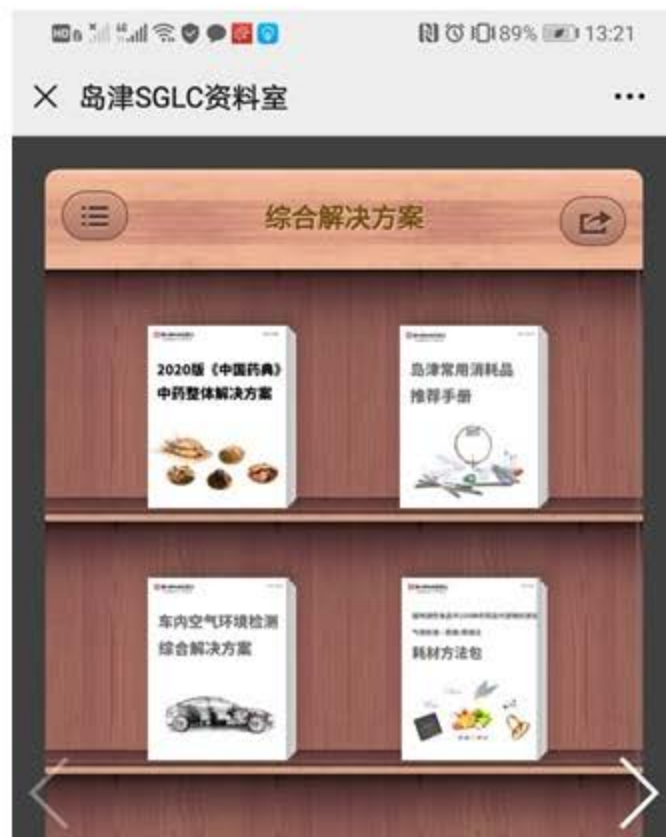 HD
89% 13:21
岛津SGLC资料室
综合解决方案
2020版《中国药典》
中药整体解决方案
岛津常用消耗品
推荐手册
车内空气环境检测
综合解决方案
耗材方法包